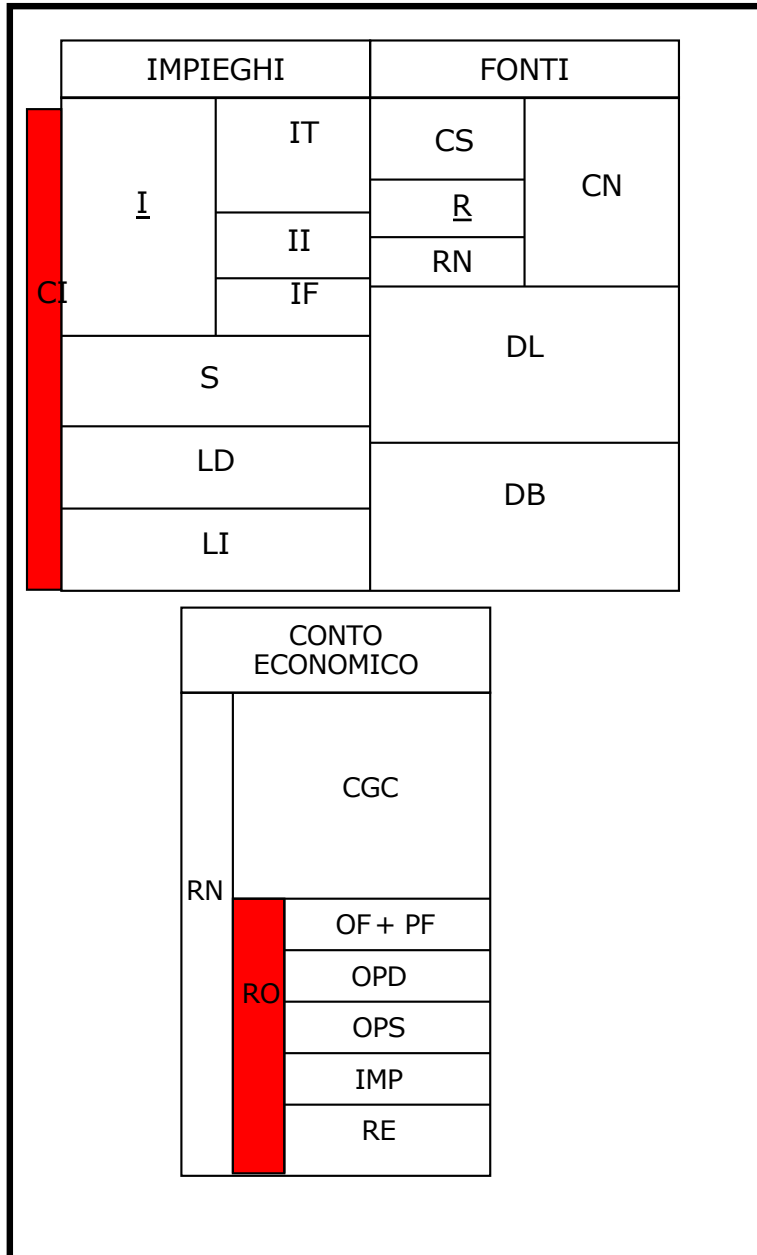 IMPIEGHI
FONTI
CI
I
IT
II
IF
S
LD
LI
CS
R
RN
CN
DL
DB
CONTO
ECONOMICO
RN
CGC
RO
OF + PF
OPD
OPS
IMP
RE